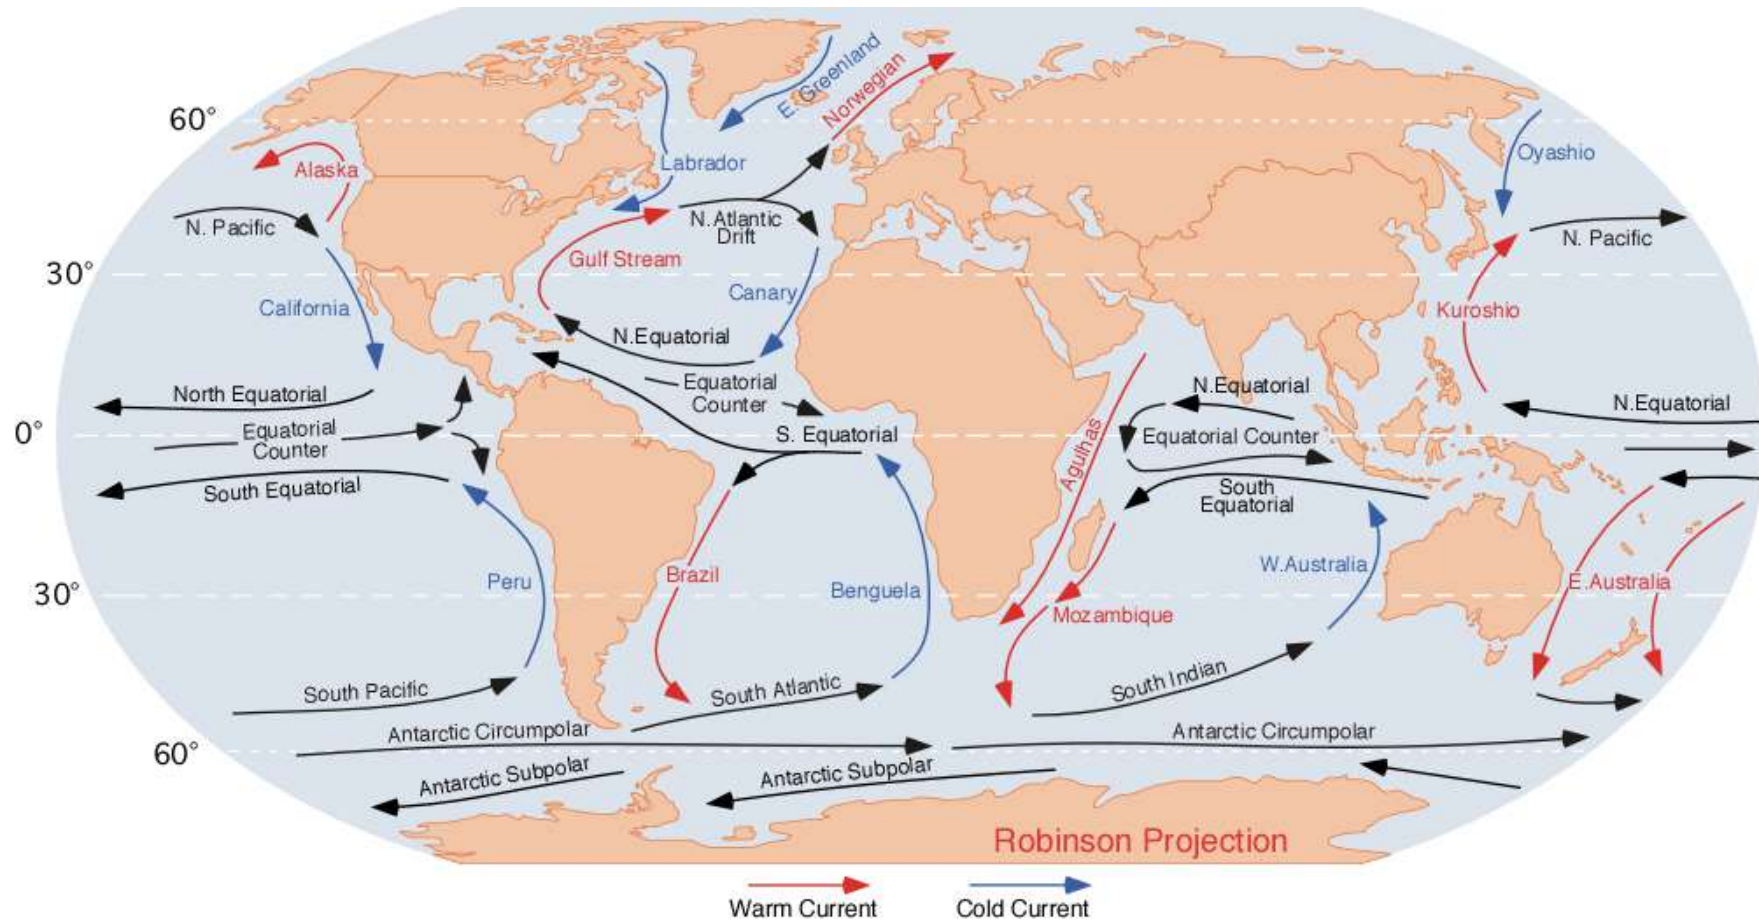 E. Greenland
Norwegian
60°
Alaska
Labrador
Oyashio
N. Pacific
N. Atlantic
Drift
N. Pacific
Gulf Stream
30°
Canary
California
Kuroshio
N.Equatorial
North Equatorial
Equatorial
Counter
N.Equatorial
N.Equatorial
0°
Equatorial
Counter
S. Equatorial
Equatorial Counter
Agulhas
South Equatorial
South
Equatorial
Peru
Brazil
Benguela
W.Australia
E.Australia
30°
Mozambique
South Pacific
South Atlantic
South Indian
Antarctic Circumpolar
Antarctic Circumpolar
60°
Antarctic Subpolar
Antarctic Subpolar
Robinson Projection
Warm Current
Cold Current